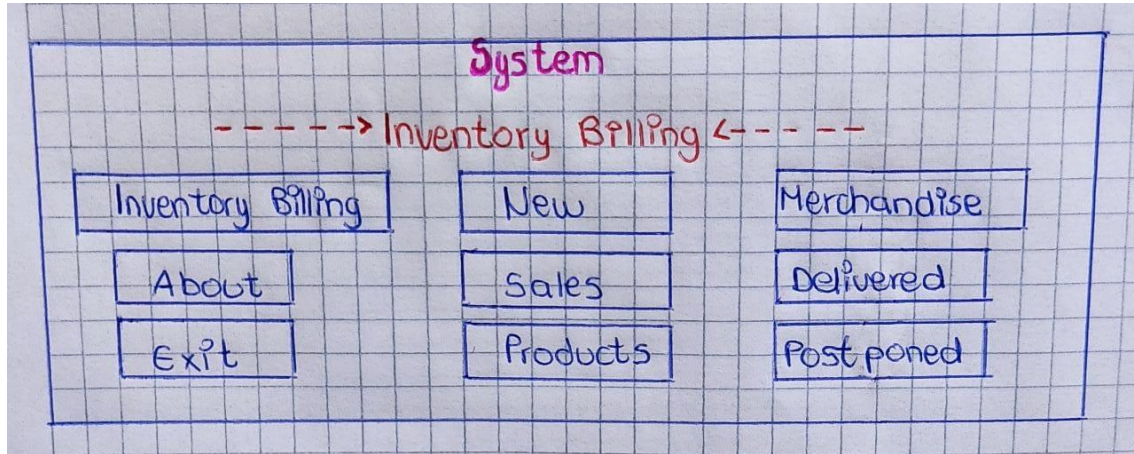 System
-----> Inventory Billing <-----
Inventory Billing New Merchandise
About Sales Delivered
Exit Products Postponed